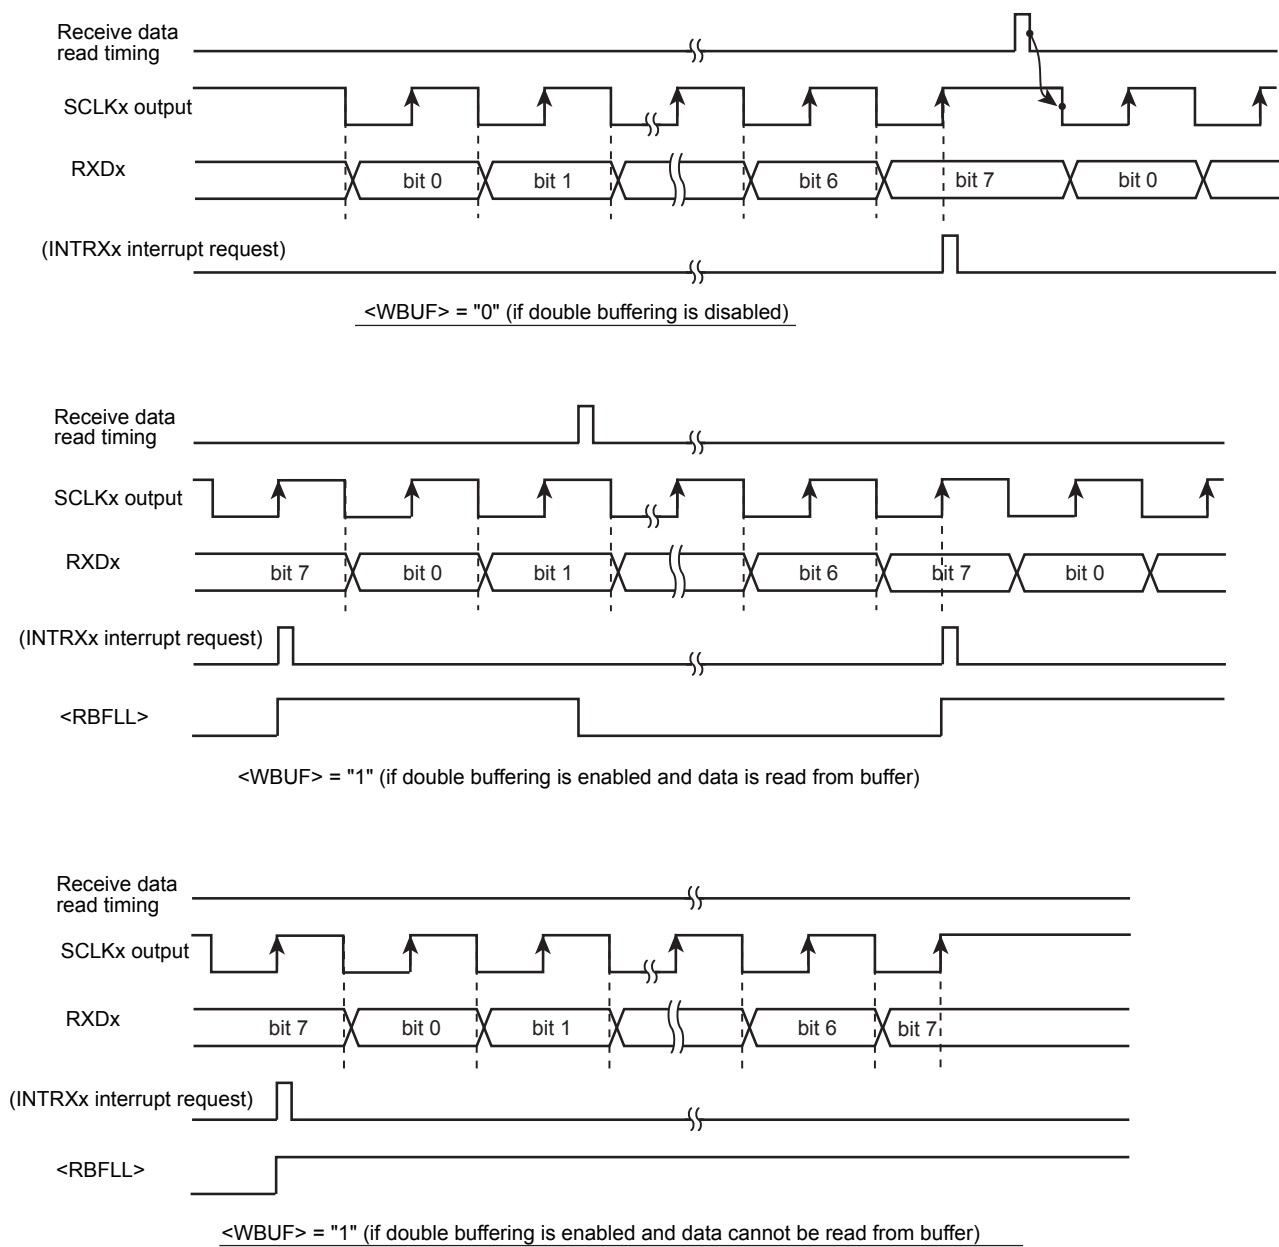 Receive data
read timing
SCLKx output
RXDx
bit 0 bit 1 bit 6 bit 7 bit 0
(INTRXx interrupt request)
<WBUF> = "0" (if double buffering is disabled)
Receive data
read timing
SCLKx output
RXDx
bit 7 bit 0 bit 1 bit 6 bit 7 bit 0
(INTRXx interrupt request)
<RBFLL>
<WBUF> = "1" (if double buffering is enabled and data is read from buffer)
Receive data
read timing
SCLKx output
RXDx
bit 7 bit 0 bit 1 bit 6 bit 7
(INTRXx interrupt request)
<RBFLL>
<WBUF> = "1" (if double buffering is enabled and data cannot be read from buffer)